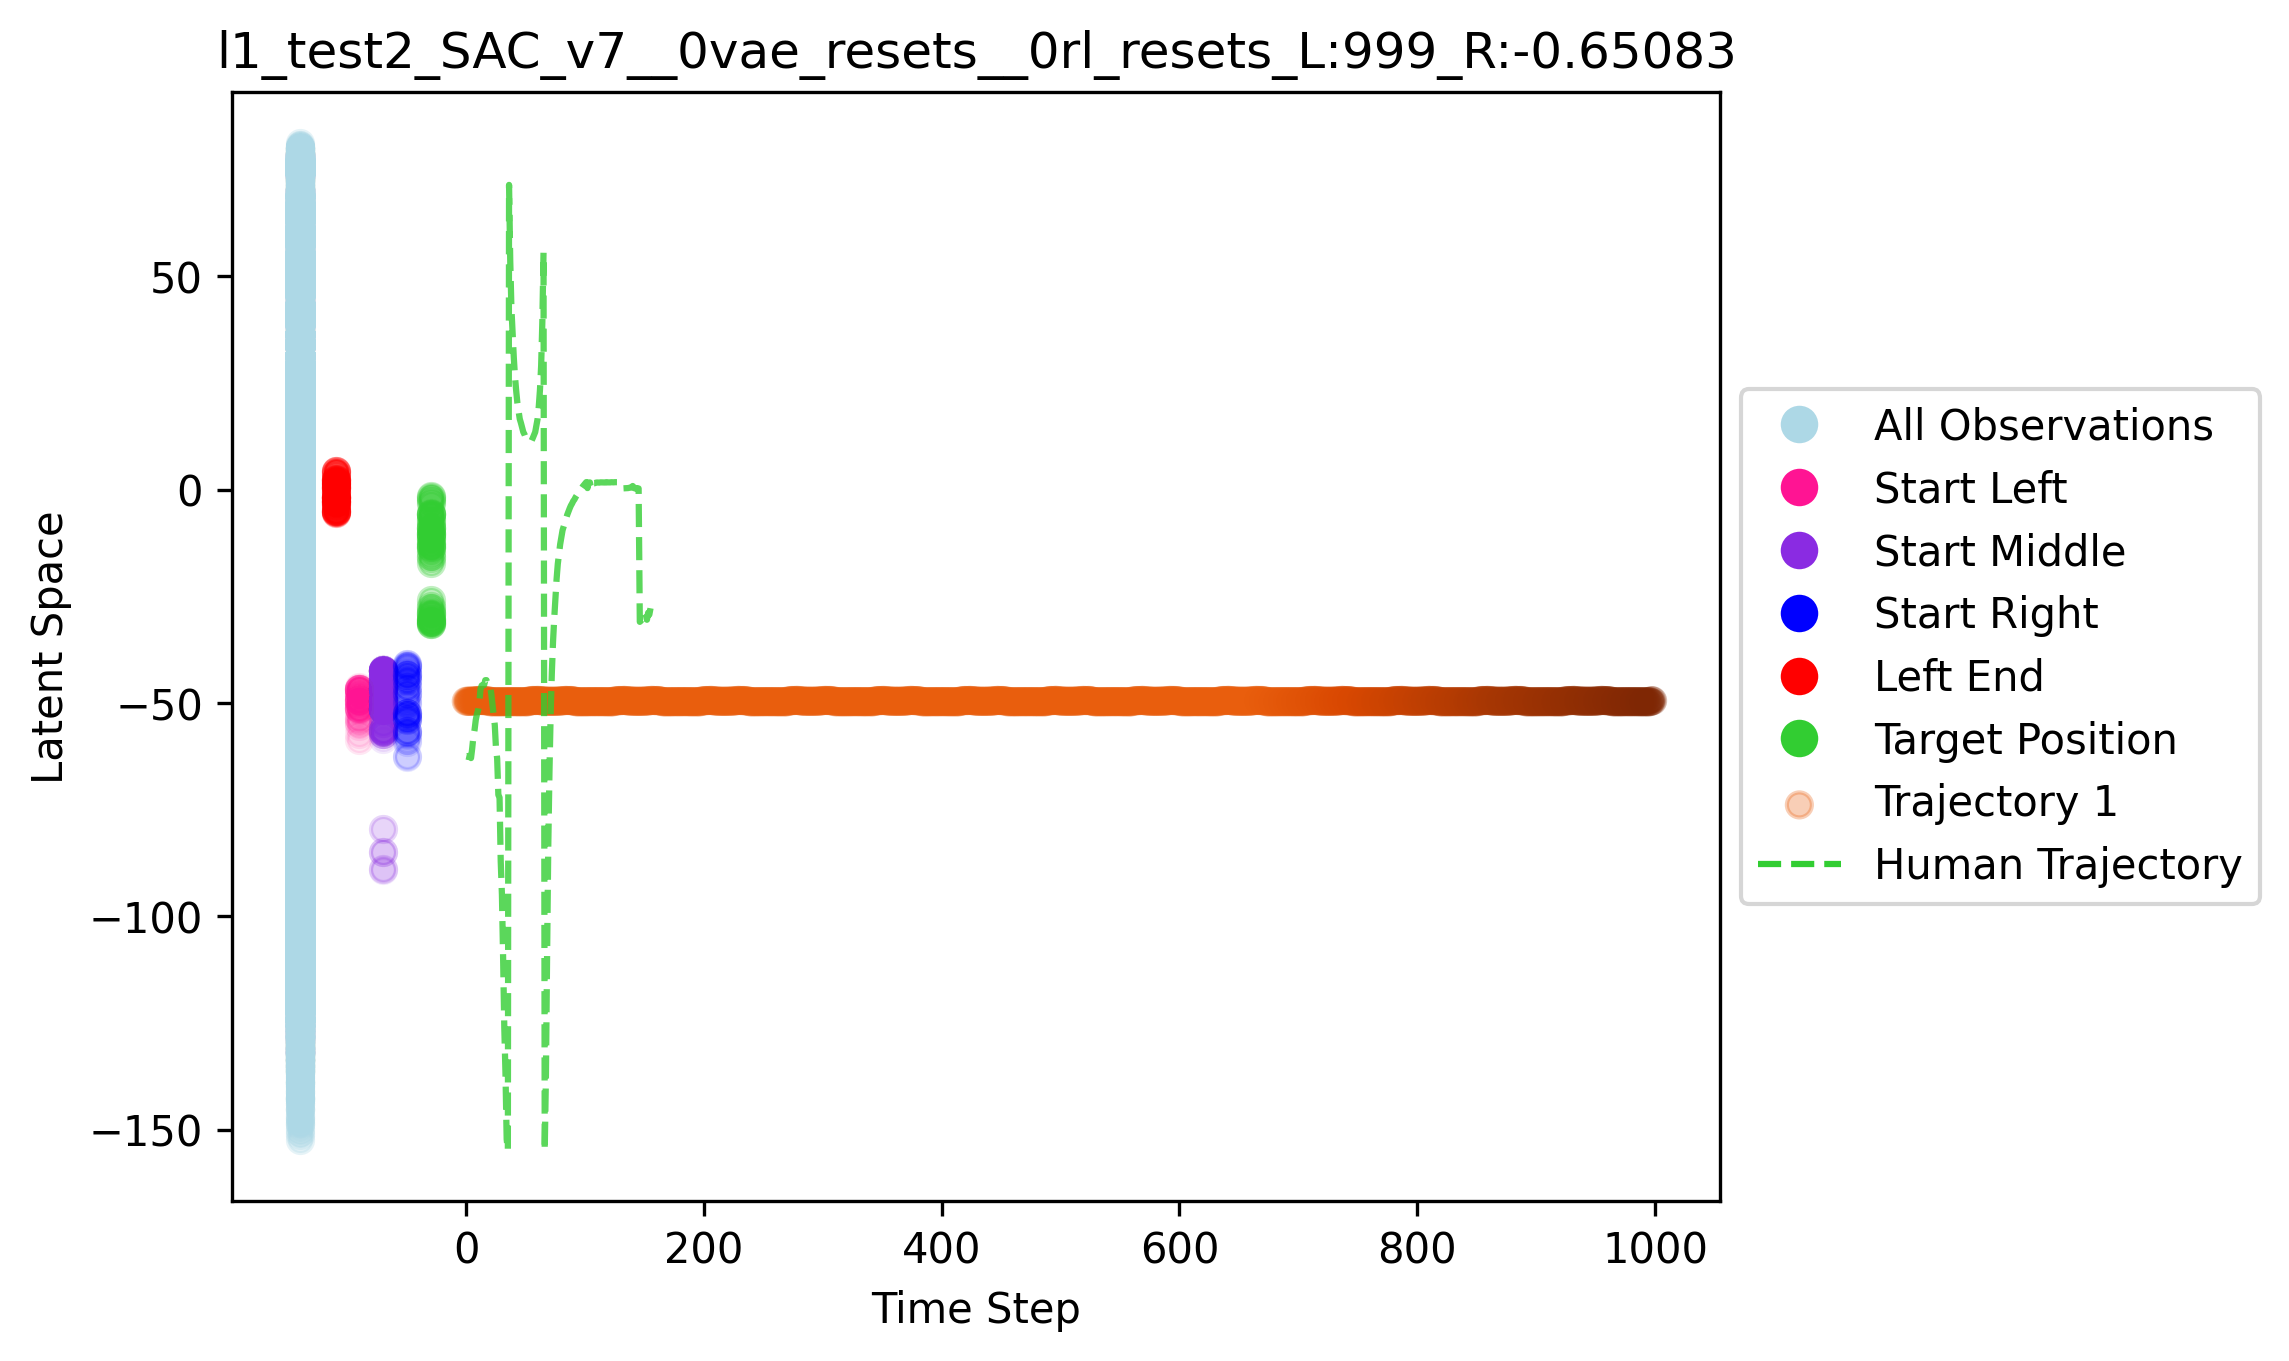 l1_test2_SAC_v7__0vae_resets__0rl_resets_L:999_R:-0.65083
Latent Space
50
0
−50
−100
−150
0
200
400
600
800
1000
Time Step
All Observations
Start Left
Start Middle
Start Right
Left End
Target Position
Trajectory 1
Human Trajectory